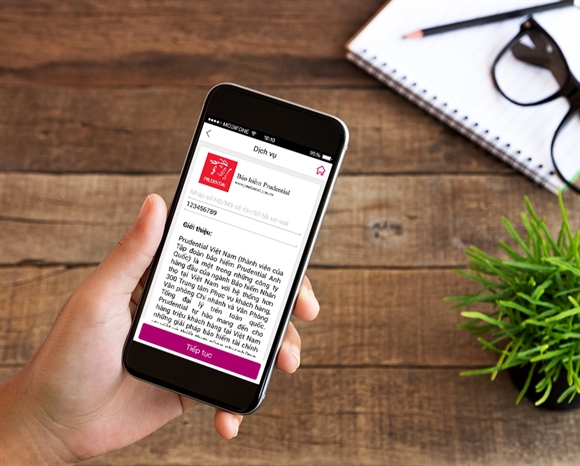 MOBIFONE 10:10 95%
Dịch vụ
PRUDENTIAL
Bảo hiểm Prudential
www.prudential.com.vn
Nhập số HĐ/Mã số KH/Số hồ sơ
123456789
Giới thiệu:
Prudential Việt Nam (thành viên của
Tập đoàn bảo hiểm Prudential Anh
Quốc) là một trong những công ty
hàng đầu của ngành Bảo hiểm Nhân
thọ tại Việt Nam với hệ thống hơn
300 Trung tâm Phục vụ khách hàng,
Văn phòng Chi nhánh và Văn Phòng
Tổng đại lý trên toàn quốc.
Prudential tự hào mang đến cho
hàng triệu khách hàng tại Việt Nam
những giải pháp bảo hiểm tài chính
Tiếp tục